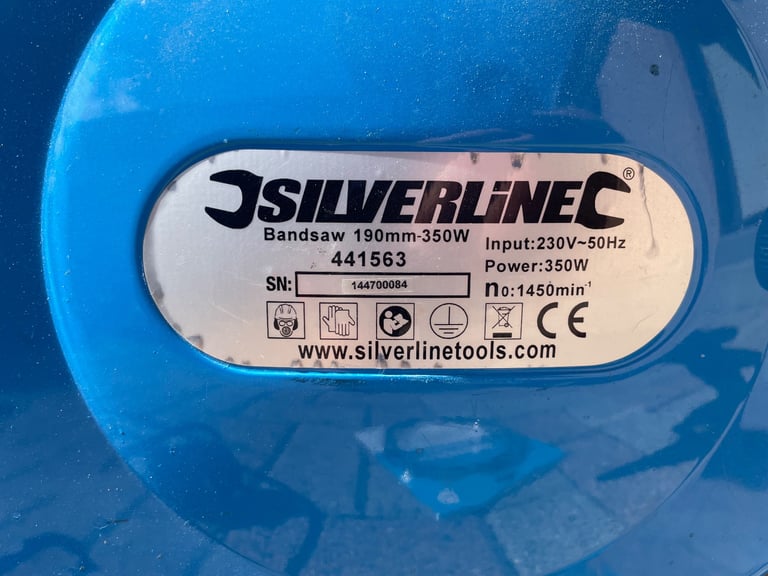 SILVERLINE®
Bandsaw 190mm-350W
441563
SN: 144700084
Input:230V~50Hz
Power:350W
n0:1450min-1
CE
www.silverlinetools.com